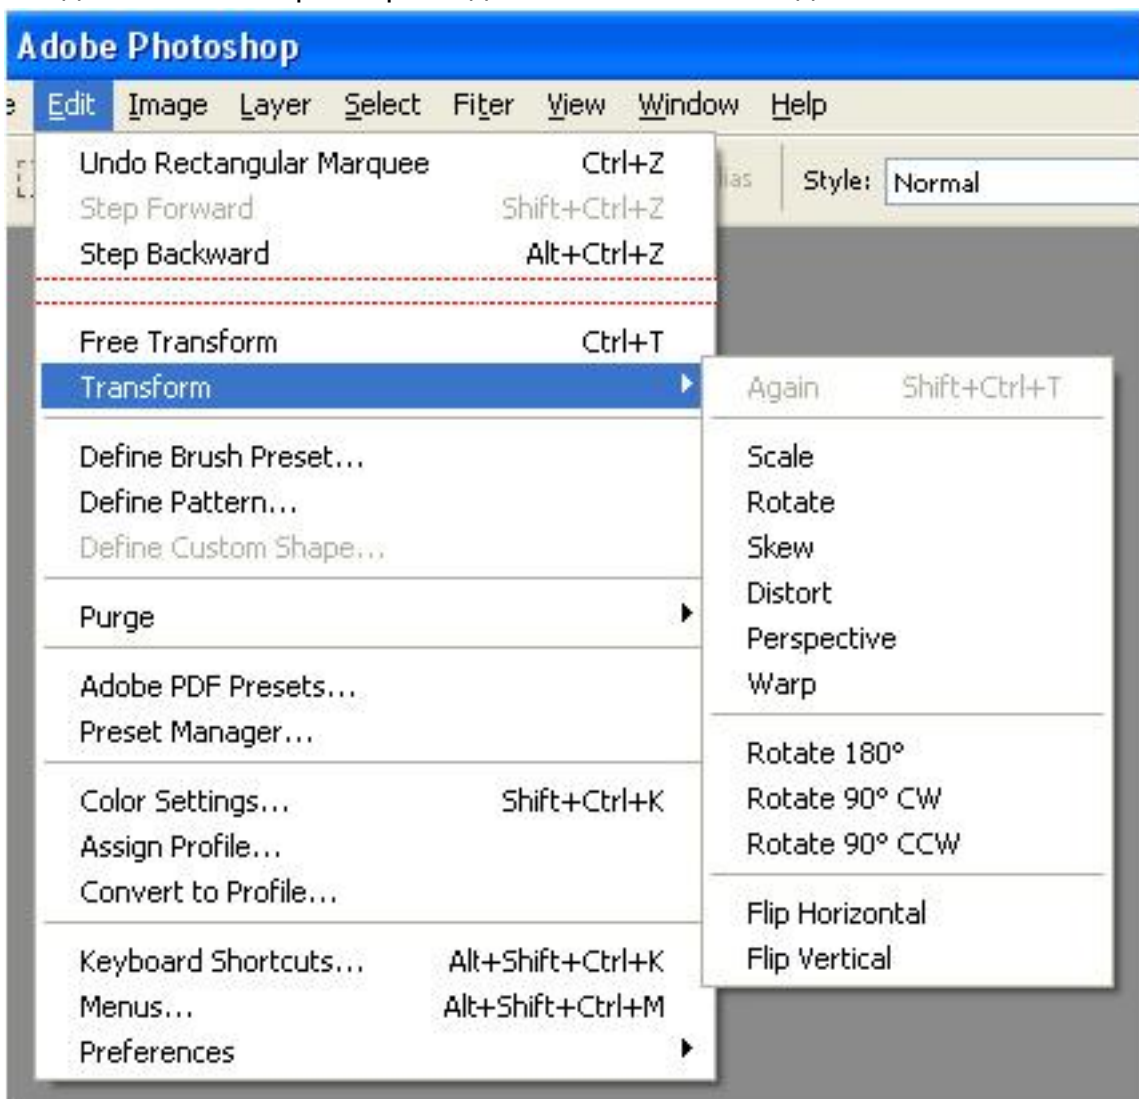 Adobe Photoshop
Edit Image Layer Select Filter View Window Help
Undo Rectangular Marquee Ctrl+Z
Style: Normal
Step Forward Shift+Ctrl+Z
Step Backward Alt+Ctrl+Z
Free Transform Ctrl+T
Transform
Again Shift+Ctrl+T
Define Brush Preset...
Scale
Define Pattern...
Rotate
Define Custom Shape...
Skew
Distort
Purge
Perspective
Adobe PDF Presets...
Warp
Preset Manager...
Rotate 180°
Color Settings... Shift+Ctrl+K
Rotate 90° CW
Assign Profile...
Rotate 90° CCW
Convert to Profile...
Flip Horizontal
Keyboard Shortcuts... Alt+Shift+Ctrl+K
Flip Vertical
Menus... Alt+Shift+Ctrl+M
Preferences